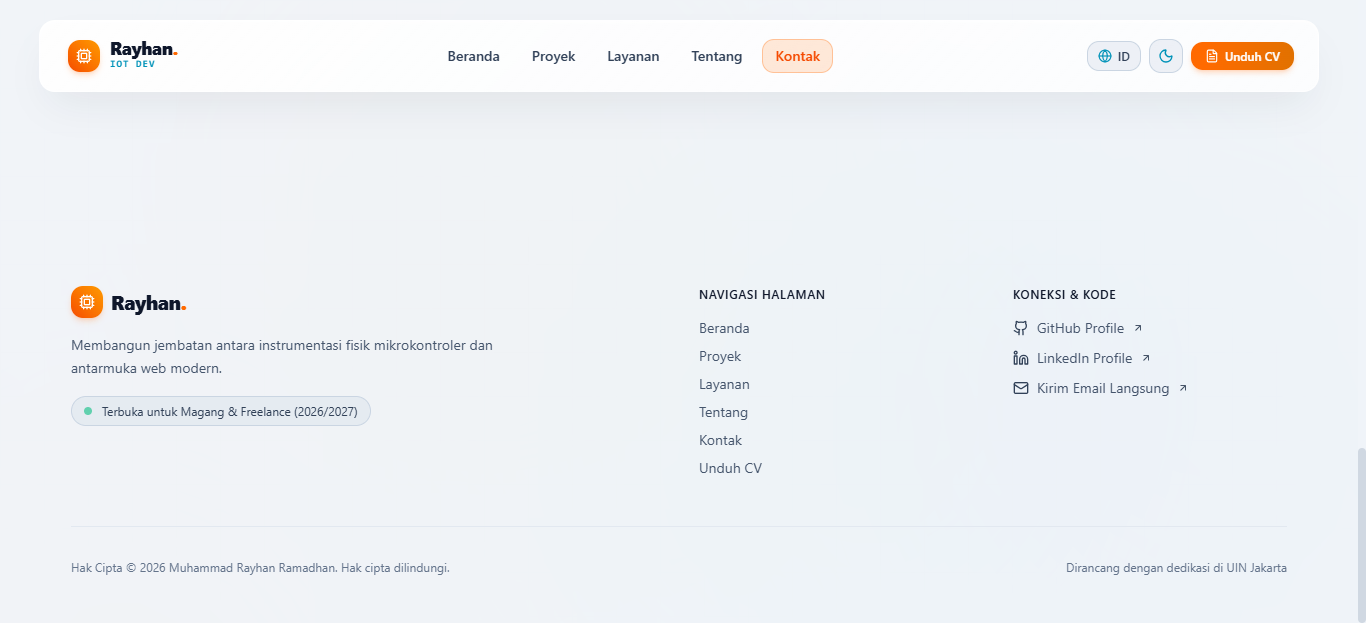 Rayhan.
IOT DEV
Beranda
Proyek
Layanan
Tentang
Kontak
ID
Unduh CV
Rayhan.
Membangun jembatan antara instrumentasi fisik mikrokontroler dan
antarmuka web modern.
Terbuka untuk Magang & Freelance (2026/2027)
NAVIGASI HALAMAN
Beranda
Proyek
Layanan
Tentang
Kontak
Unduh CV
KONEKSI & KODE
GitHub Profile
LinkedIn Profile
Kirim Email Langsung
Hak Cipta © 2026 Muhammad Rayhan Ramadhan. Hak cipta dilindungi.
Dirancang dengan dedikasi di UIN Jakarta